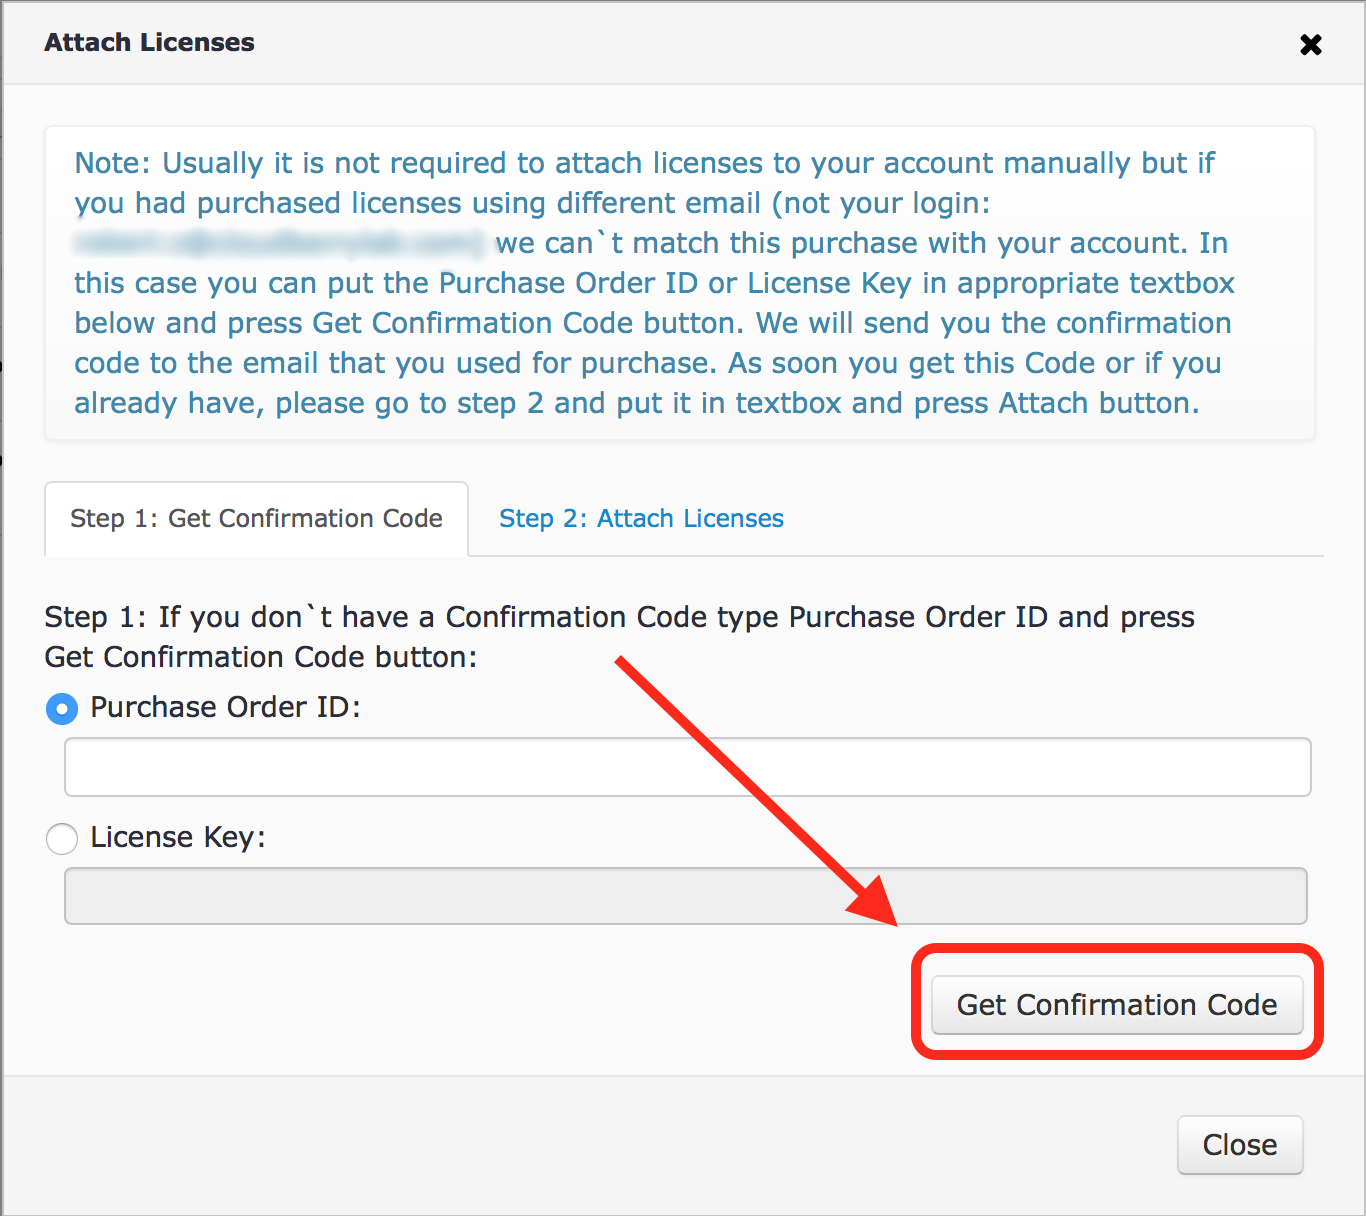 Attach Licenses
Note: Usually it is not required to attach licenses to your account manually but if
you had purchased licenses using different email (not your login:
we can`t match this purchase with your account. In
this case you can put the Purchase Order ID or License Key in appropriate textbox
below and press Get Confirmation Code button. We will send you the confirmation
code to the email that you used for purchase. As soon you get this Code or if you
already have, please go to step 2 and put it in textbox and press Attach button.
Step 1: Get Confirmation Code
Step 2: Attach Licenses
Step 1: If you don`t have a Confirmation Code type Purchase Order ID and press
Get Confirmation Code button:
Purchase Order ID:
License Key:
Get Confirmation Code
Close